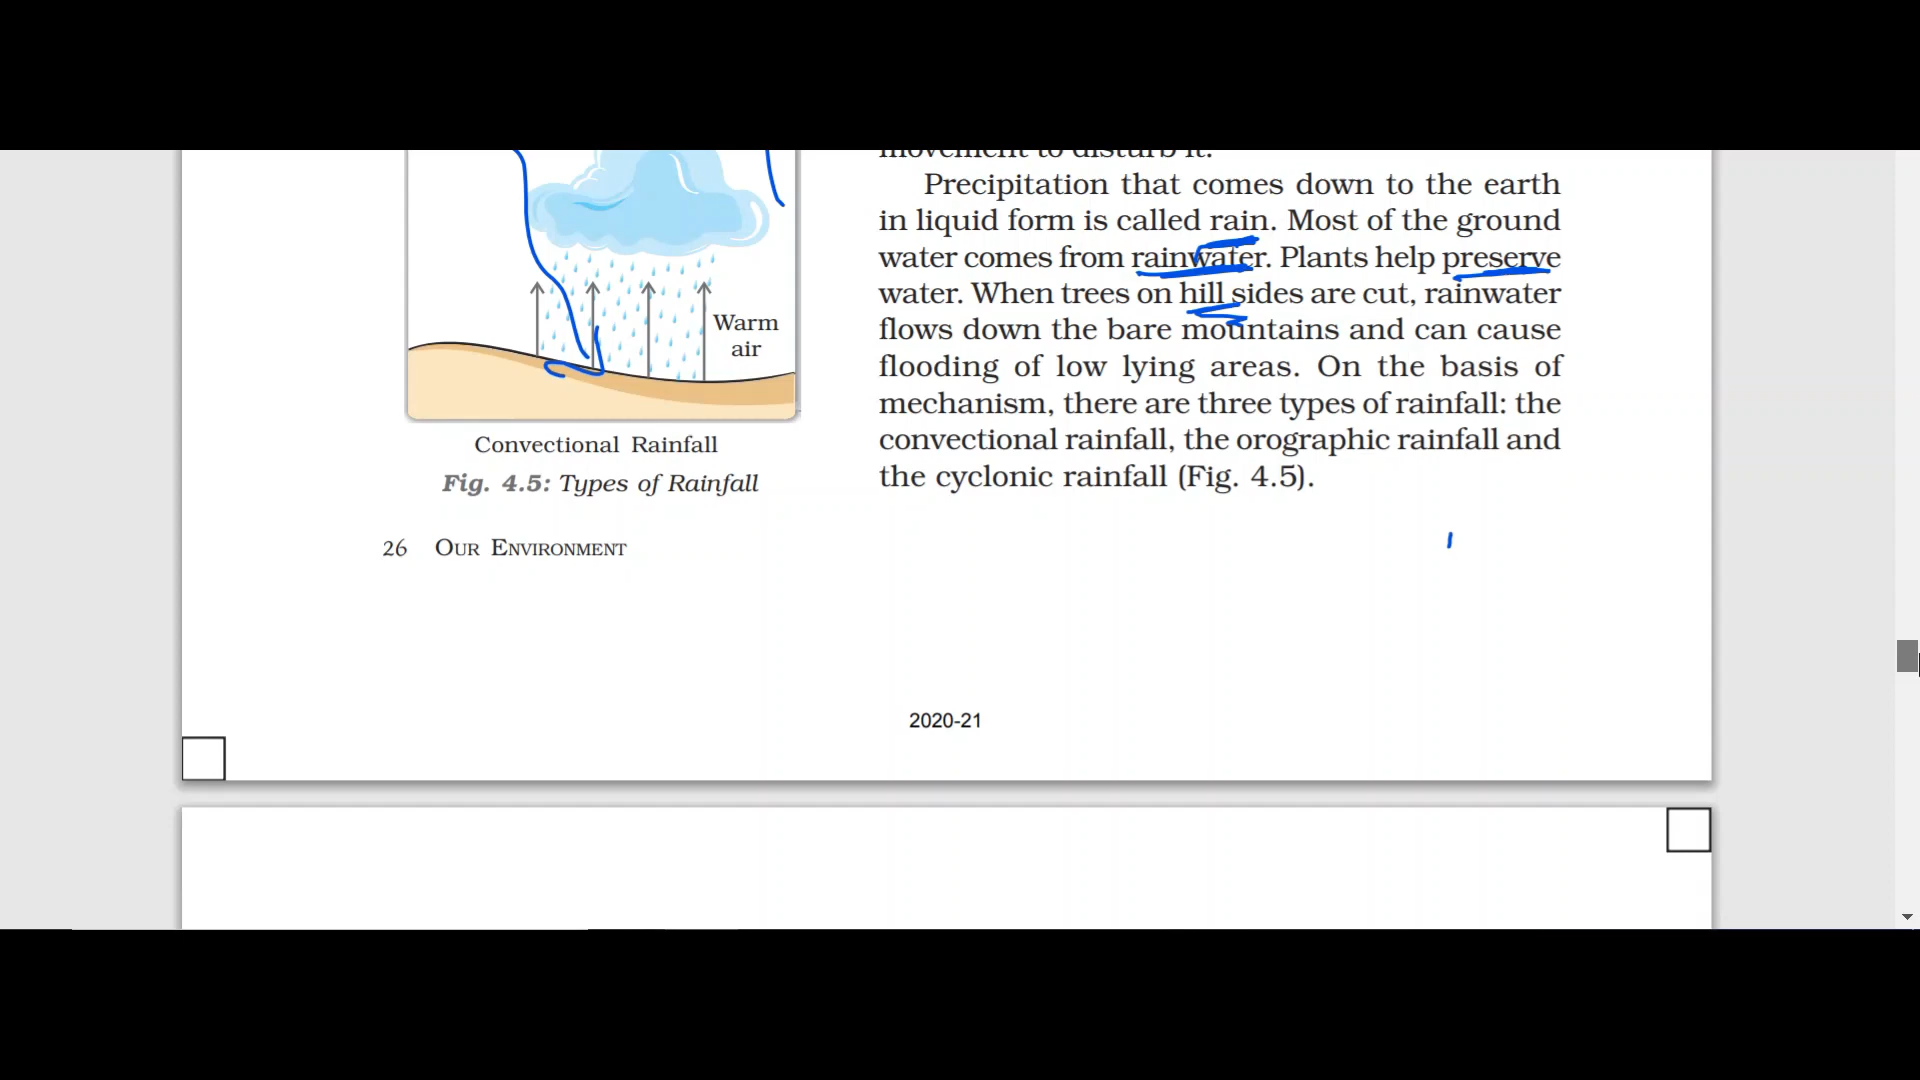 Warm
air
Convectional Rainfall
Fig. 4.5: Types of Rainfall
movement to disturb it.
Precipitation that comes down to the earth
in liquid form is called rain. Most of the ground
water comes from rainwater. Plants help preserve
water. When trees on hill sides are cut, rainwater
flows down the bare mountains and can cause
flooding of low lying areas. On the basis of
mechanism, there are three types of rainfall: the
convectional rainfall, the orographic rainfall and
the cyclonic rainfall (Fig. 4.5).
26 OUR ENVIRONMENT
2020-21